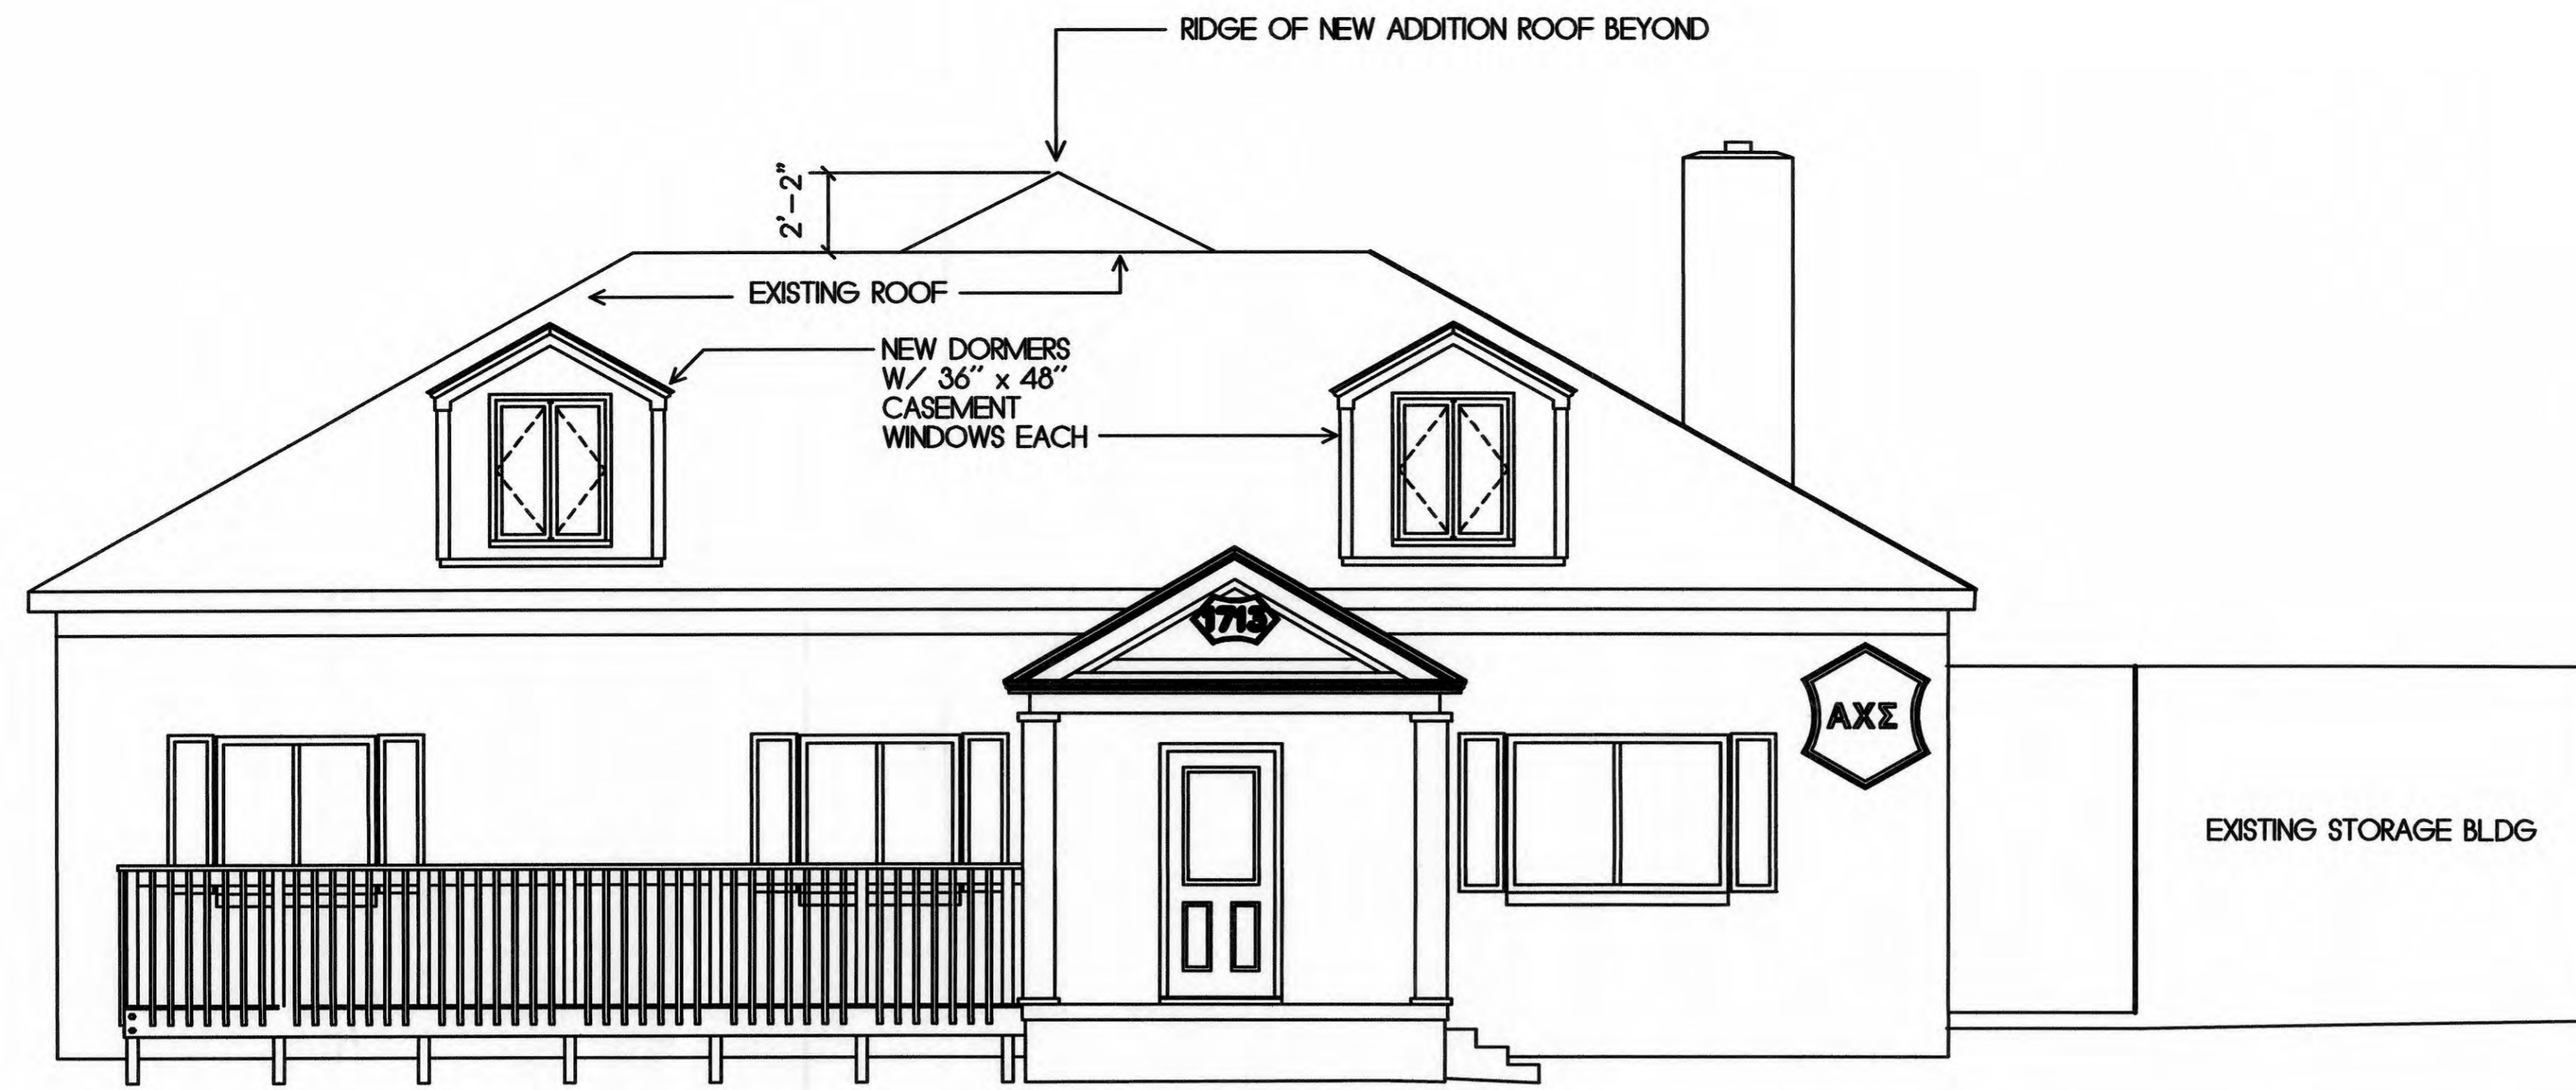 RIDGE OF NEW ADDITION ROOF BEYOND
2'-2"
EXISTING ROOF
NEW DORMERS
W/ 36" x 48"
CASEMENT
WINDOWS EACH
1713
ΑΧΣ
EXISTING STORAGE BLDG